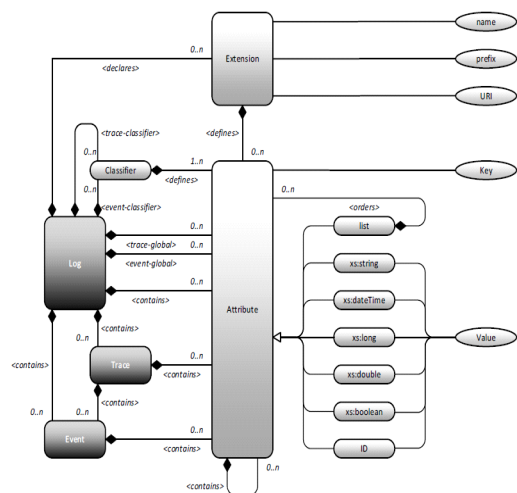 name
0..n
Extension
prefix
<declares>
URI
<trace-classifier>
<defines>
0..n
0..n
1..n
Classifier
Key
<defines>
0..n
0..n
<orders>
<event-classifier>
list
0..n
<trace-global>
0..n
Log
<event-global>
xs:string
0..n
<contains>
xs:dateTime
Attribute
<contains>
xs:long
Value
0..n
0..n
<contains>
Trace
<contains>
xs:double
<contains>
0..n
0..n
0..n
xs:boolean
Event
<contains>
ID
0..n
<contains>